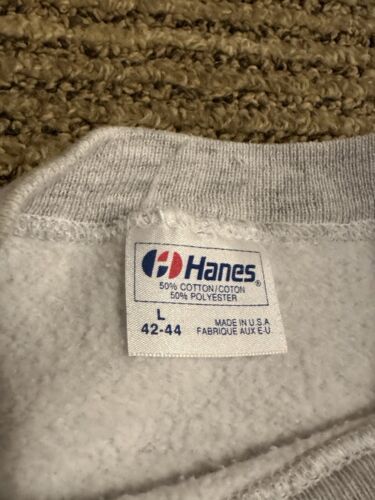 Hanes®
50% COTTON/COTON
50% POLYESTER
L
42-44
MADE IN U.S.A
FABRIQUE AUX E-U